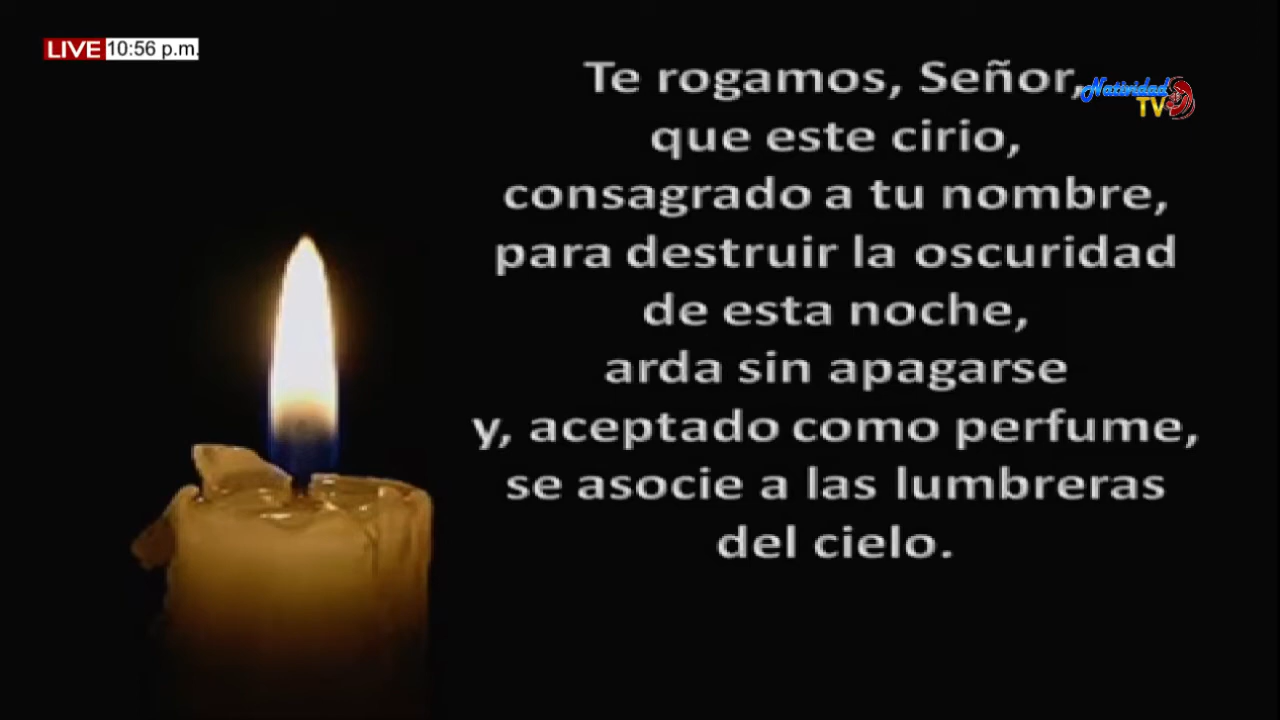 LIVE 10:56 p.m.
Natividad
TV
Te rogamos, Señor,
que este cirio,
consagrado a tu nombre,
para destruir la oscuridad
de esta noche,
arda sin apagarse
y, aceptado como perfume,
se asocie a las lumbreras
del cielo.